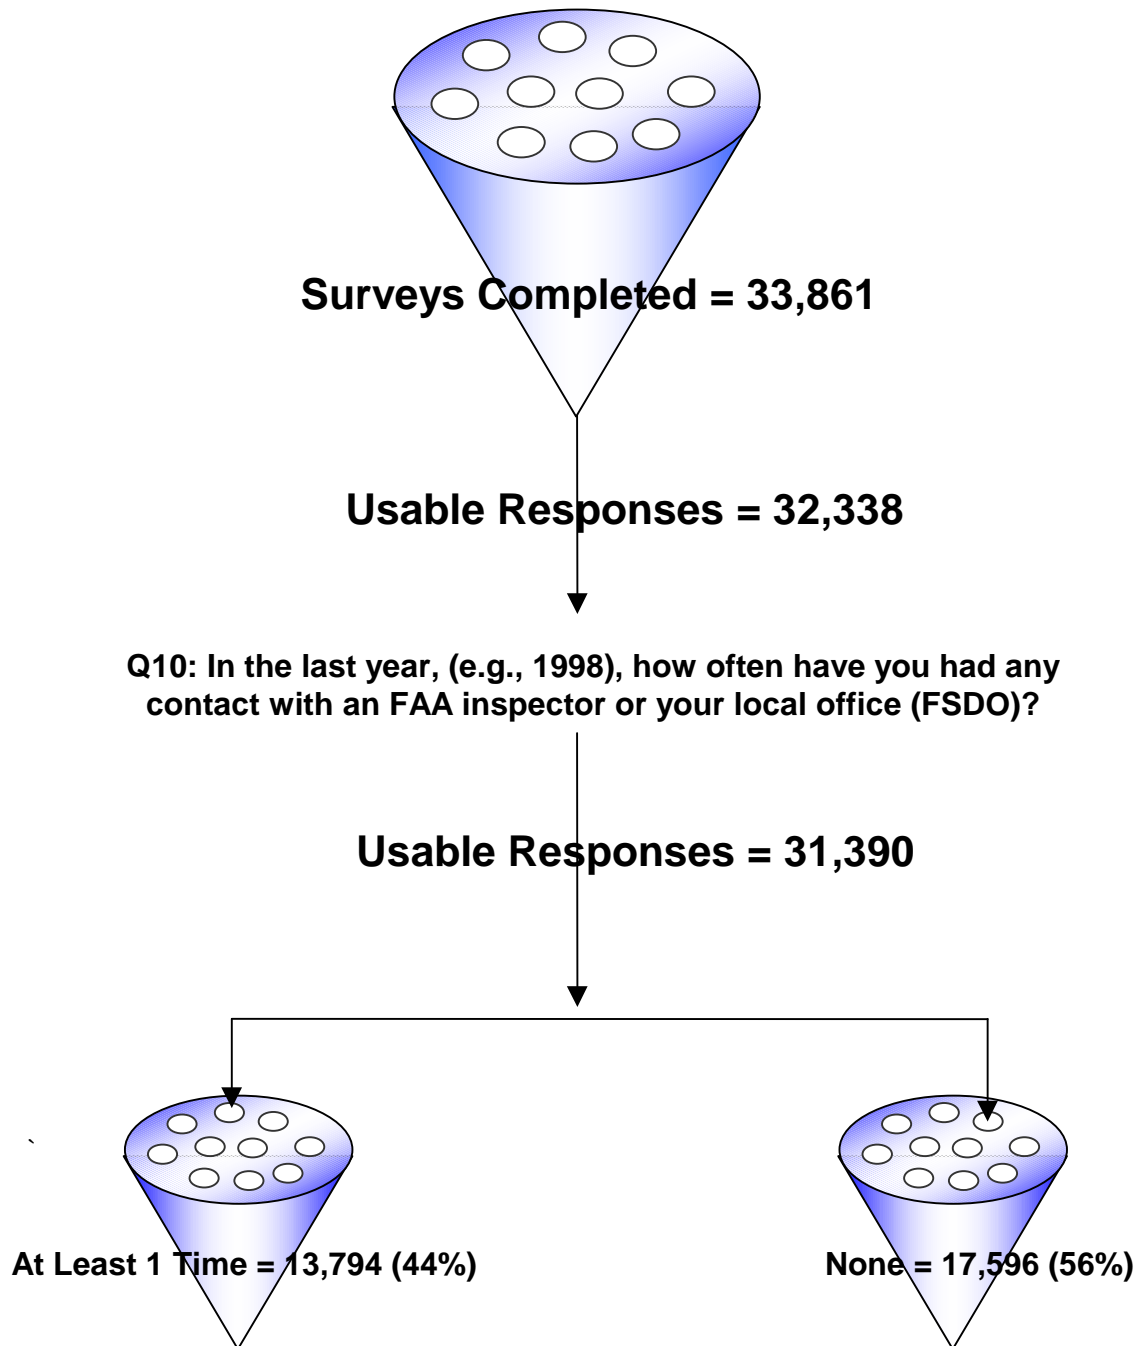 Surveys Completed = 33,861
Usable Responses = 32,338
Q10: In the last year, (e.g., 1998), how often have you had any
contact with an FAA inspector or your local office (FSDO)?
Usable Responses = 31,390
`
At Least 1 Time = 13,794 (44%)
None = 17,596 (56%)